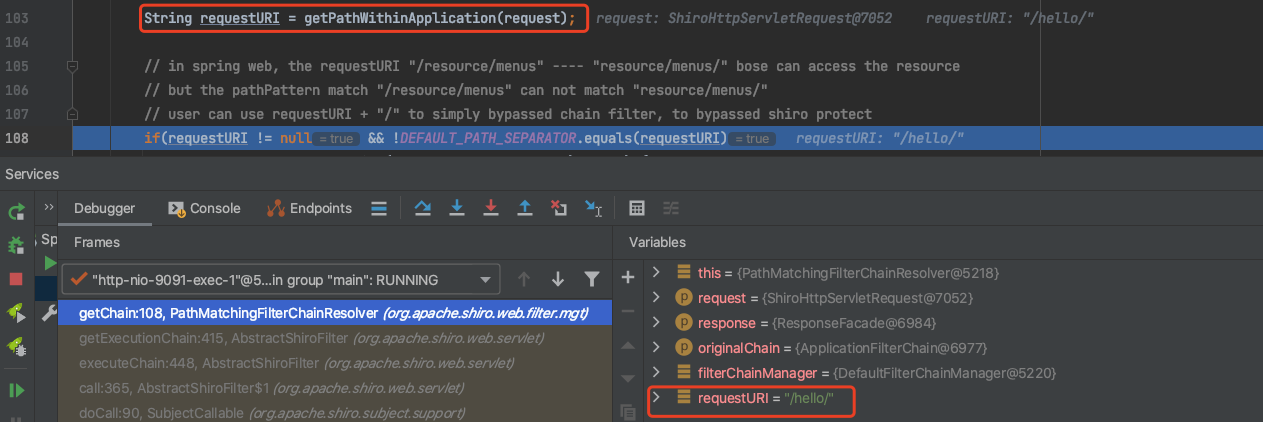 103 String requestURI = getPathWithinApplication(request); request: ShiroHttpServletRequest@7052 requestURI: "/hello/"
104
105 // in spring web, the requestURI "/resource/menus" ---- "resource/menus/" bose can access the resource
106 // but the pathPattern match "/resource/menus" can not match "resource/menus/"
107 // user can use requestURI + "/" to simply bypassed chain filter, to bypassed shiro protect
108 if(requestURI != null = true && !DEFAULT_PATH_SEPARATOR.equals(requestURI) = true requestURI: "/hello/"
Services
Debugger Console Endpoints
Sp
Frames
"http-nio-9091-exec-1"@5...in group "main": RUNNING
getChain:108, PathMatchingFilterChainResolver (org.apache.shiro.web.filter.mgt)
getExecutionChain:415, AbstractShiroFilter (org.apache.shiro.web.servlet)
executeChain:448, AbstractShiroFilter (org.apache.shiro.web.servlet)
call:365, AbstractShiroFilter$1 (org.apache.shiro.web.servlet)
doCall:90, SubjectCallable (org.apache.shiro.subject.support)
Variables
this = {PathMatchingFilterChainResolver@5218}
p request = {ShiroHttpServletRequest@7052}
p response = {ResponseFacade@6984}
p originalChain = {ApplicationFilterChain@6977}
filterChainManager = {DefaultFilterChainManager@5220}
requestURI = "/hello/"